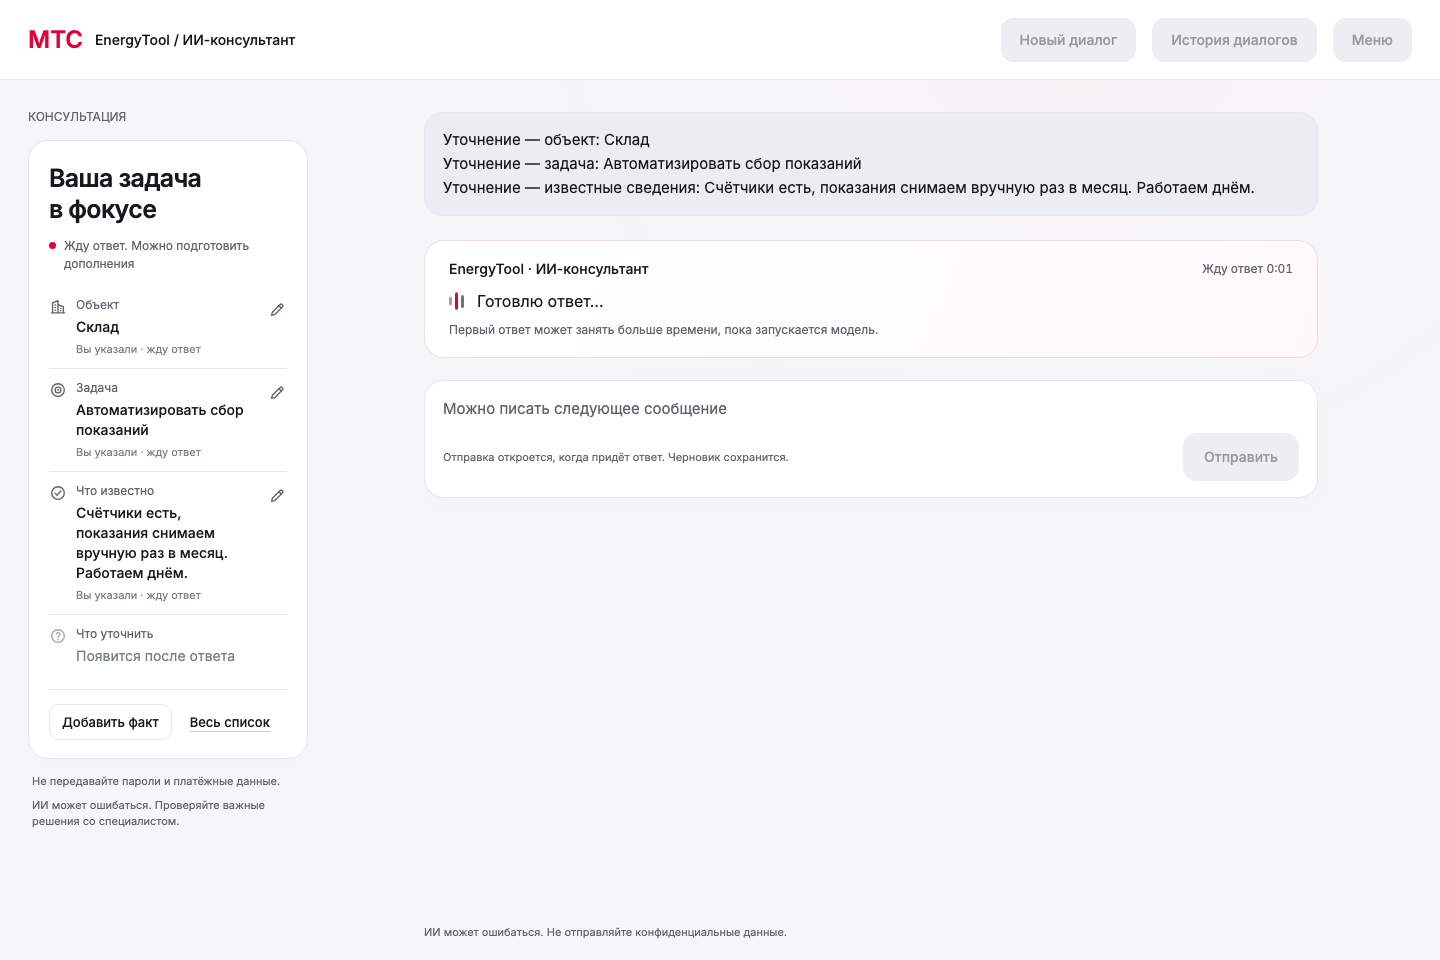 МТС EnergyTool / ИИ-консультант
Новый диалог
История диалогов
Меню
КОНСУЛЬТАЦИЯ
Ваша задача
в фокусе
Жду ответ. Можно подготовить
дополнения
Объект
Склад
Вы указали · жду ответ
Задача
Автоматизировать сбор
показаний
Вы указали · жду ответ
Что известно
Счётчики есть,
показания снимаем
вручную раз в месяц.
Работаем днём.
Вы указали · жду ответ
Что уточнить
Появится после ответа
Добавить факт
Весь список
Не передавайте пароли и платёжные данные.
ИИ может ошибаться. Проверяйте важные
решения со специалистом.
Уточнение — объект: Склад
Уточнение — задача: Автоматизировать сбор показаний
Уточнение — известные сведения: Счётчики есть, показания снимаем вручную раз в месяц. Работаем днём.
EnergyTool · ИИ-консультант
Жду ответ 0:01
Готовлю ответ...
Первый ответ может занять больше времени, пока запускается модель.
Можно писать следующее сообщение
Отправка откроется, когда придёт ответ. Черновик сохранится.
Отправить
ИИ может ошибаться. Не отправляйте конфиденциальные данные.